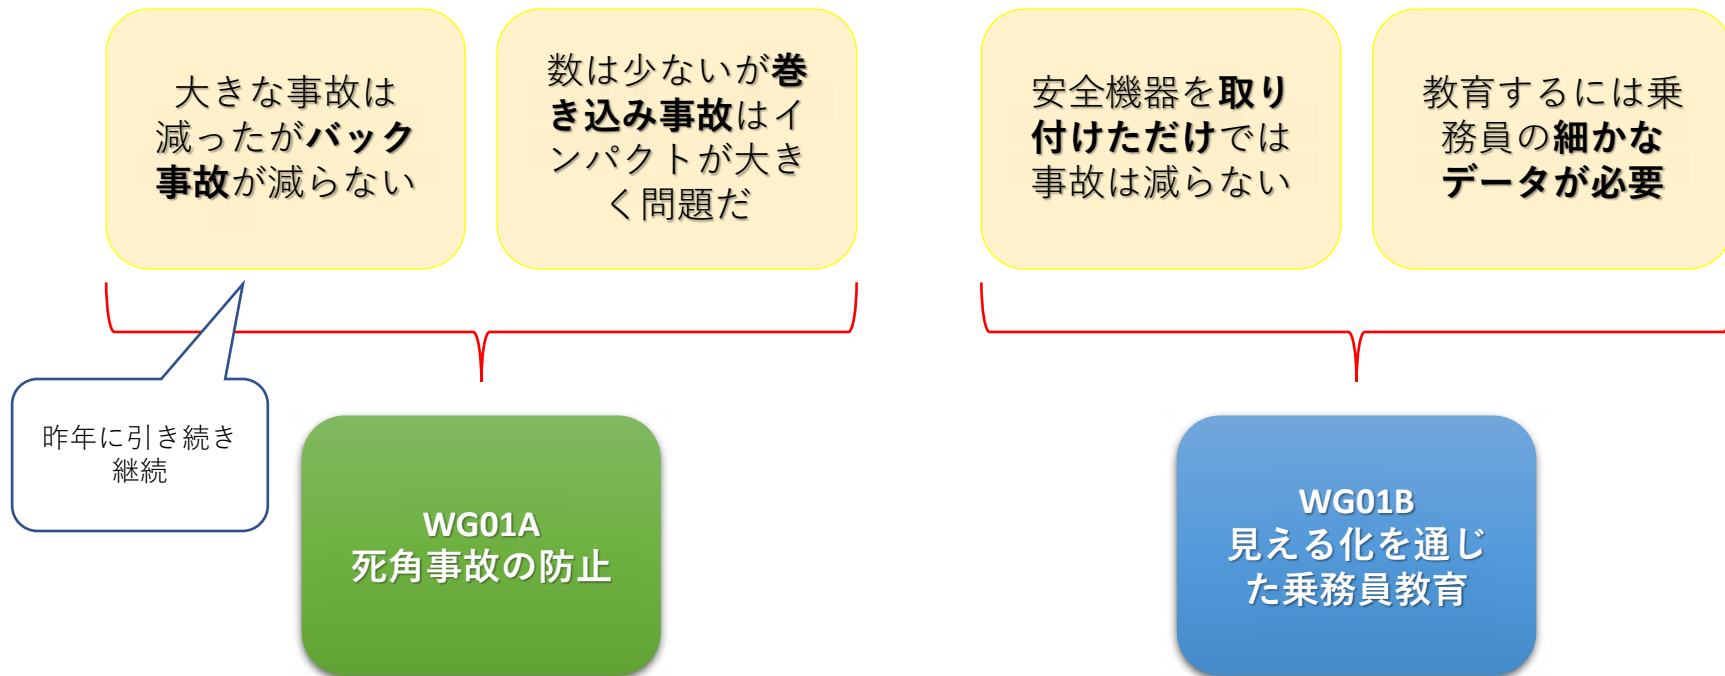 大きな事故は
減ったがバック
事故が減らない
数は少ないが巻
き込み事故はイ
ンパクトが大き
く問題だ
安全機器を取り
付けただけでは
事故は減らない
教育するには乗
務員の細かな
データが必要
昨年に引き続き
継続
WG01A
死角事故の防止
WG01B
見える化を通じ
た乗務員教育